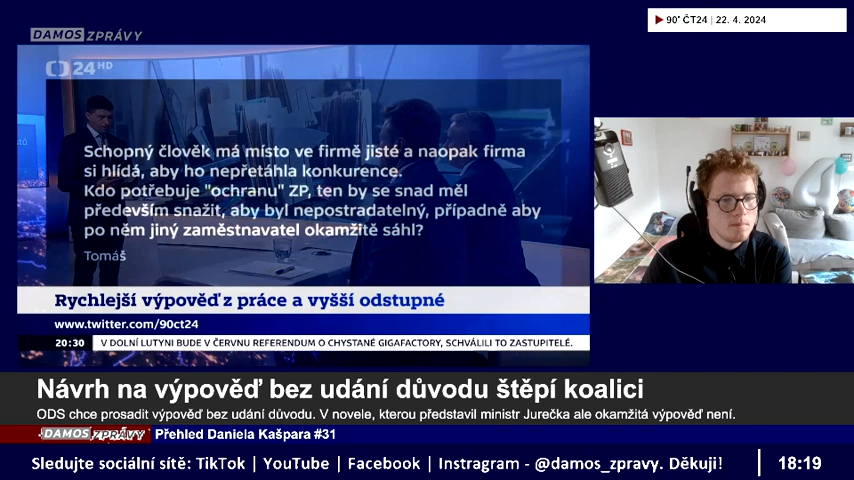 90' ČT24 | 22. 4. 2024
DAMOS ZPRÁVY
24 HD
Schopný člověk má místo ve firmě jisté a naopak firma
si hlídá, aby ho nepřetáhla konkurence.
Kdo potřebuje "ochranu" ZP, ten by se snad měl
především snažit, aby byl nepostradatelný, případně aby
po něm jiný zaměstnavatel okamžitě sáhl?
Tomáš
Rychlejší výpověď z práce a vyšší odstupné
www.twitter.com/90ct24
20:30 V DOLNÍ LUTYNI BUDE V ČERVNU REFERENDUM O CHYSTANÉ GIGAFACTORY, SCHVÁLILI TO ZASTUPITELÉ.
Návrh na výpověď bez udání důvodu štěpí koalici
ODS chce prosadit výpověď bez udání důvodu. V novele, kterou představil ministr Jurečka ale okamžitá výpověď není.
DAMOS ZPRÁVY Přehled Daniela Kašpara #31
Sledujte sociální sítě: TikTok | YouTube | Facebook | Instragram - @damos_zpravy. Děkuji! 18:19